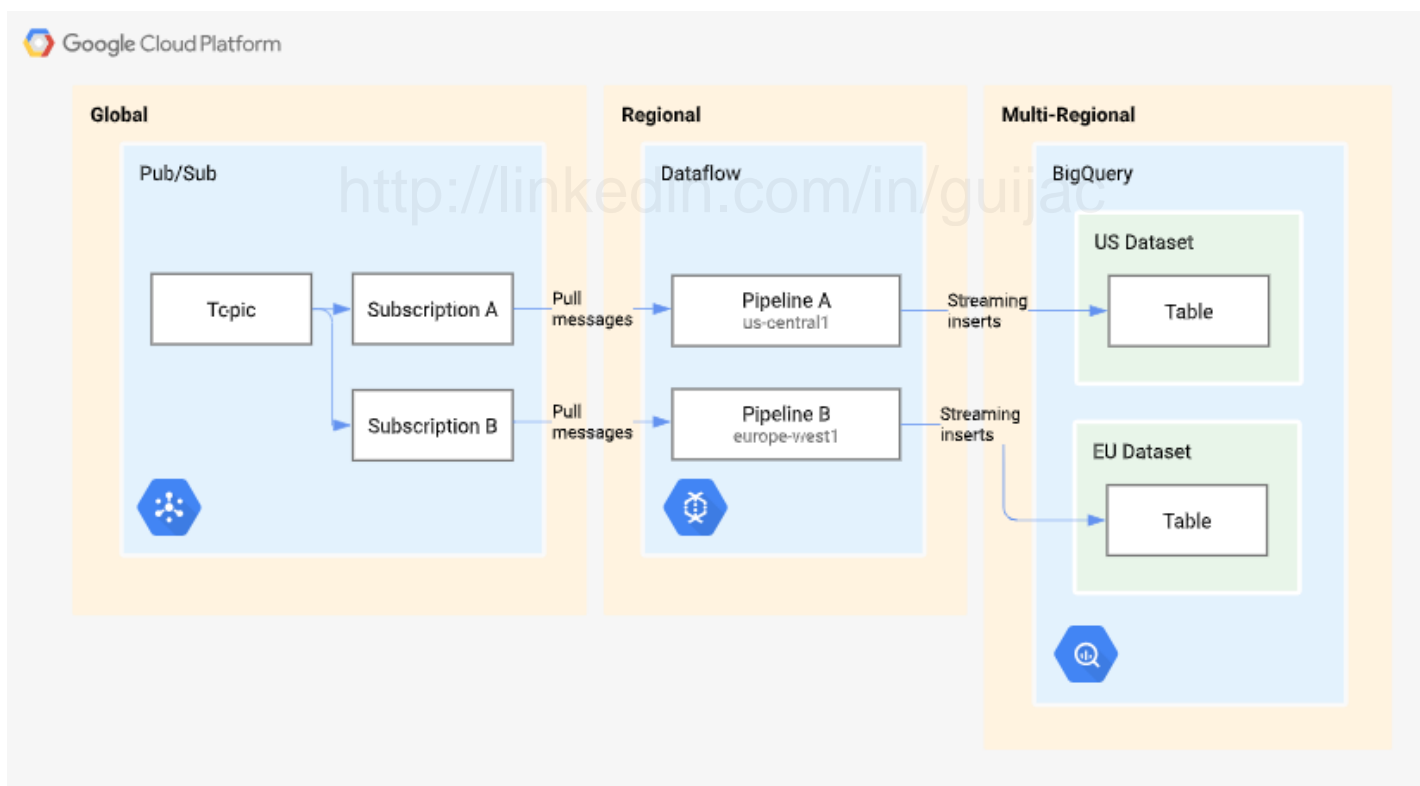 Google Cloud Platform
Global
Regional
Multi-Regional
Pub/Sub
Dataflow
BigQuery
http://linkedin.com/in/guijac
US Dataset
Topic
Subscription A
Pull
messages
Pipeline A
us-central1
Streaming
inserts
Table
Subscription B
Pull
messages
Pipeline B
europe-west1
Streaming
inserts
EU Dataset
Table